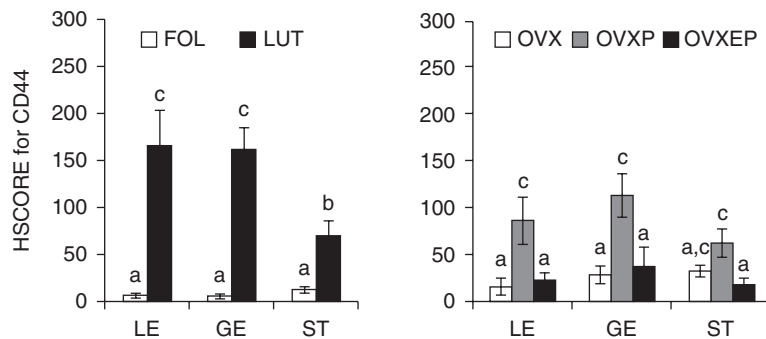 HSCORE for CD44
300
250
200
150
100
50
0
FOL LUT
a c a c a b
LE GE ST
300
250
200
150
100
50
0
OVX OVXP OVXEP
a c a a c a a,c c a
LE GE ST